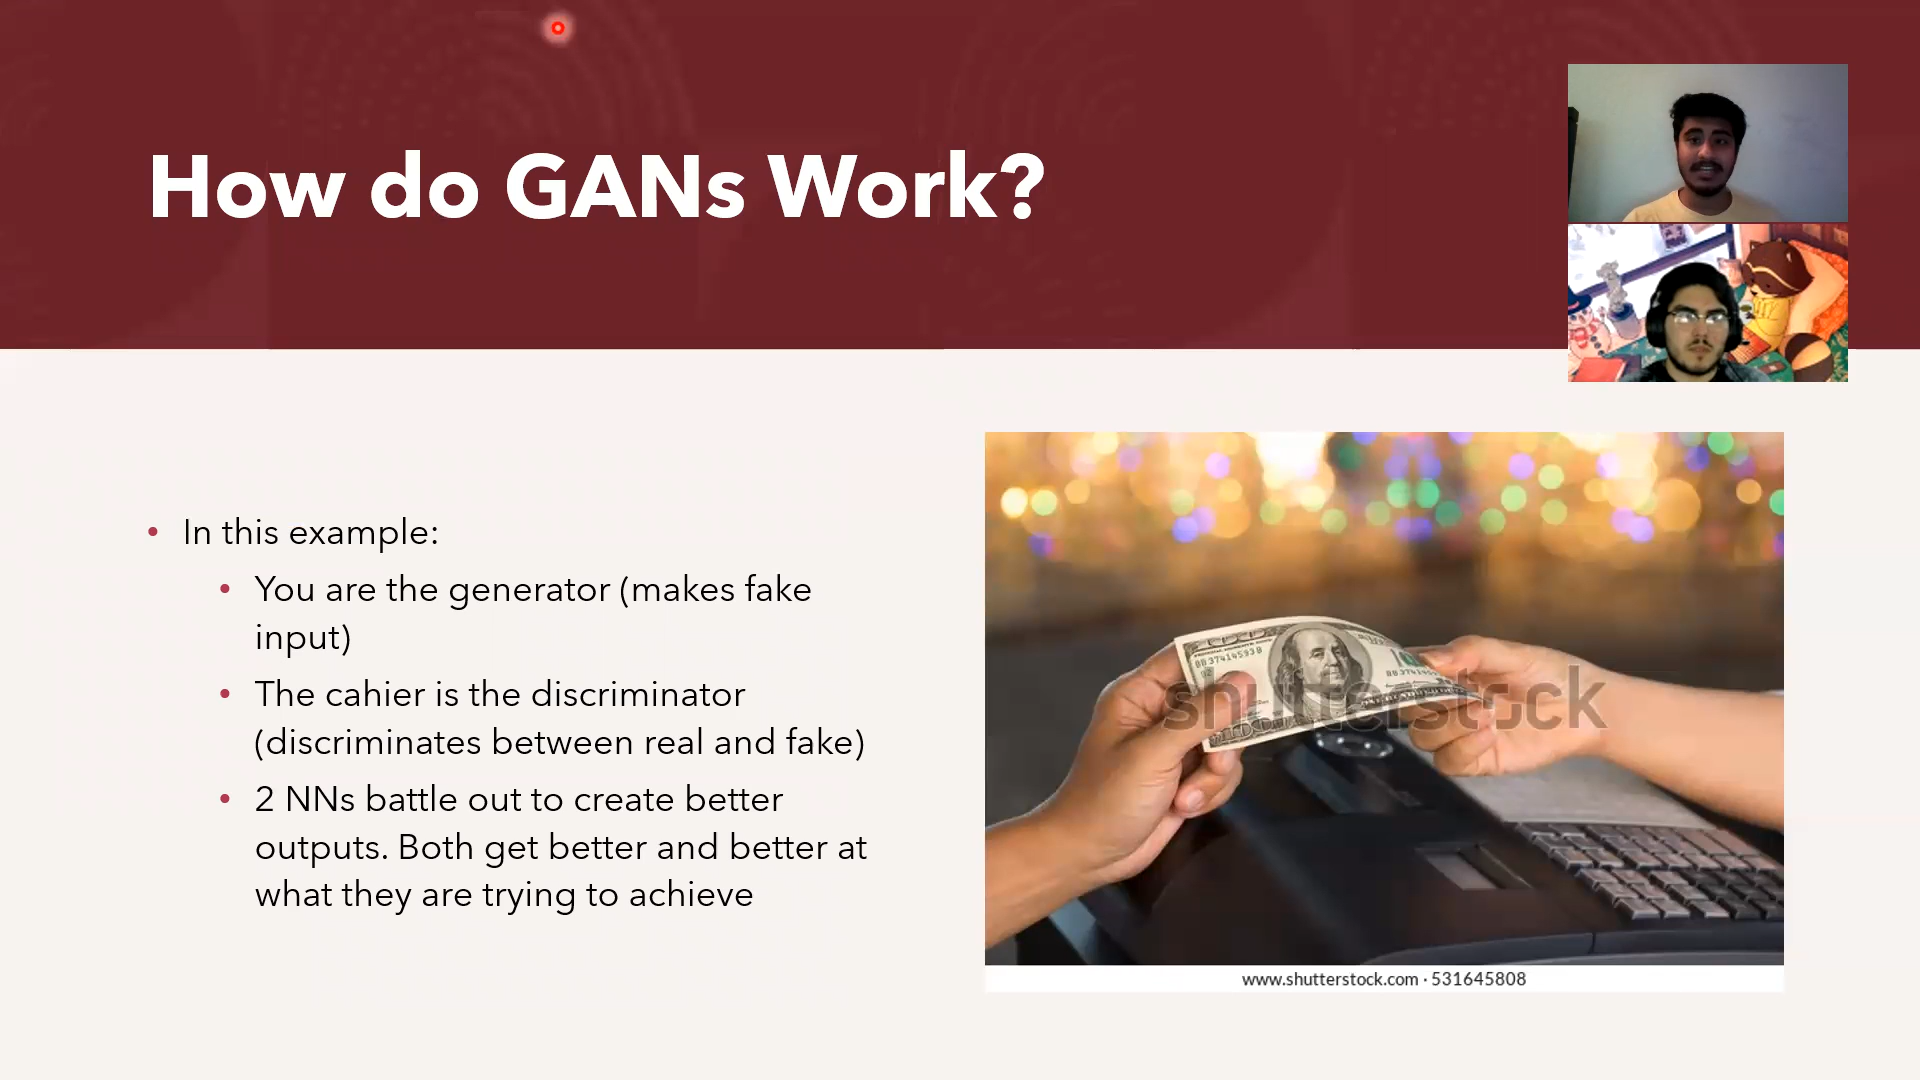 How do GANs Work?
• In this example:
• You are the generator (makes fake
input)
• The cahier is the discriminator
(discriminates between real and fake)
• 2 NNs battle out to create better
outputs. Both get better and better at
what they are trying to achieve
BB37414593B
shutterstock
www.shutterstock.com · 531645808